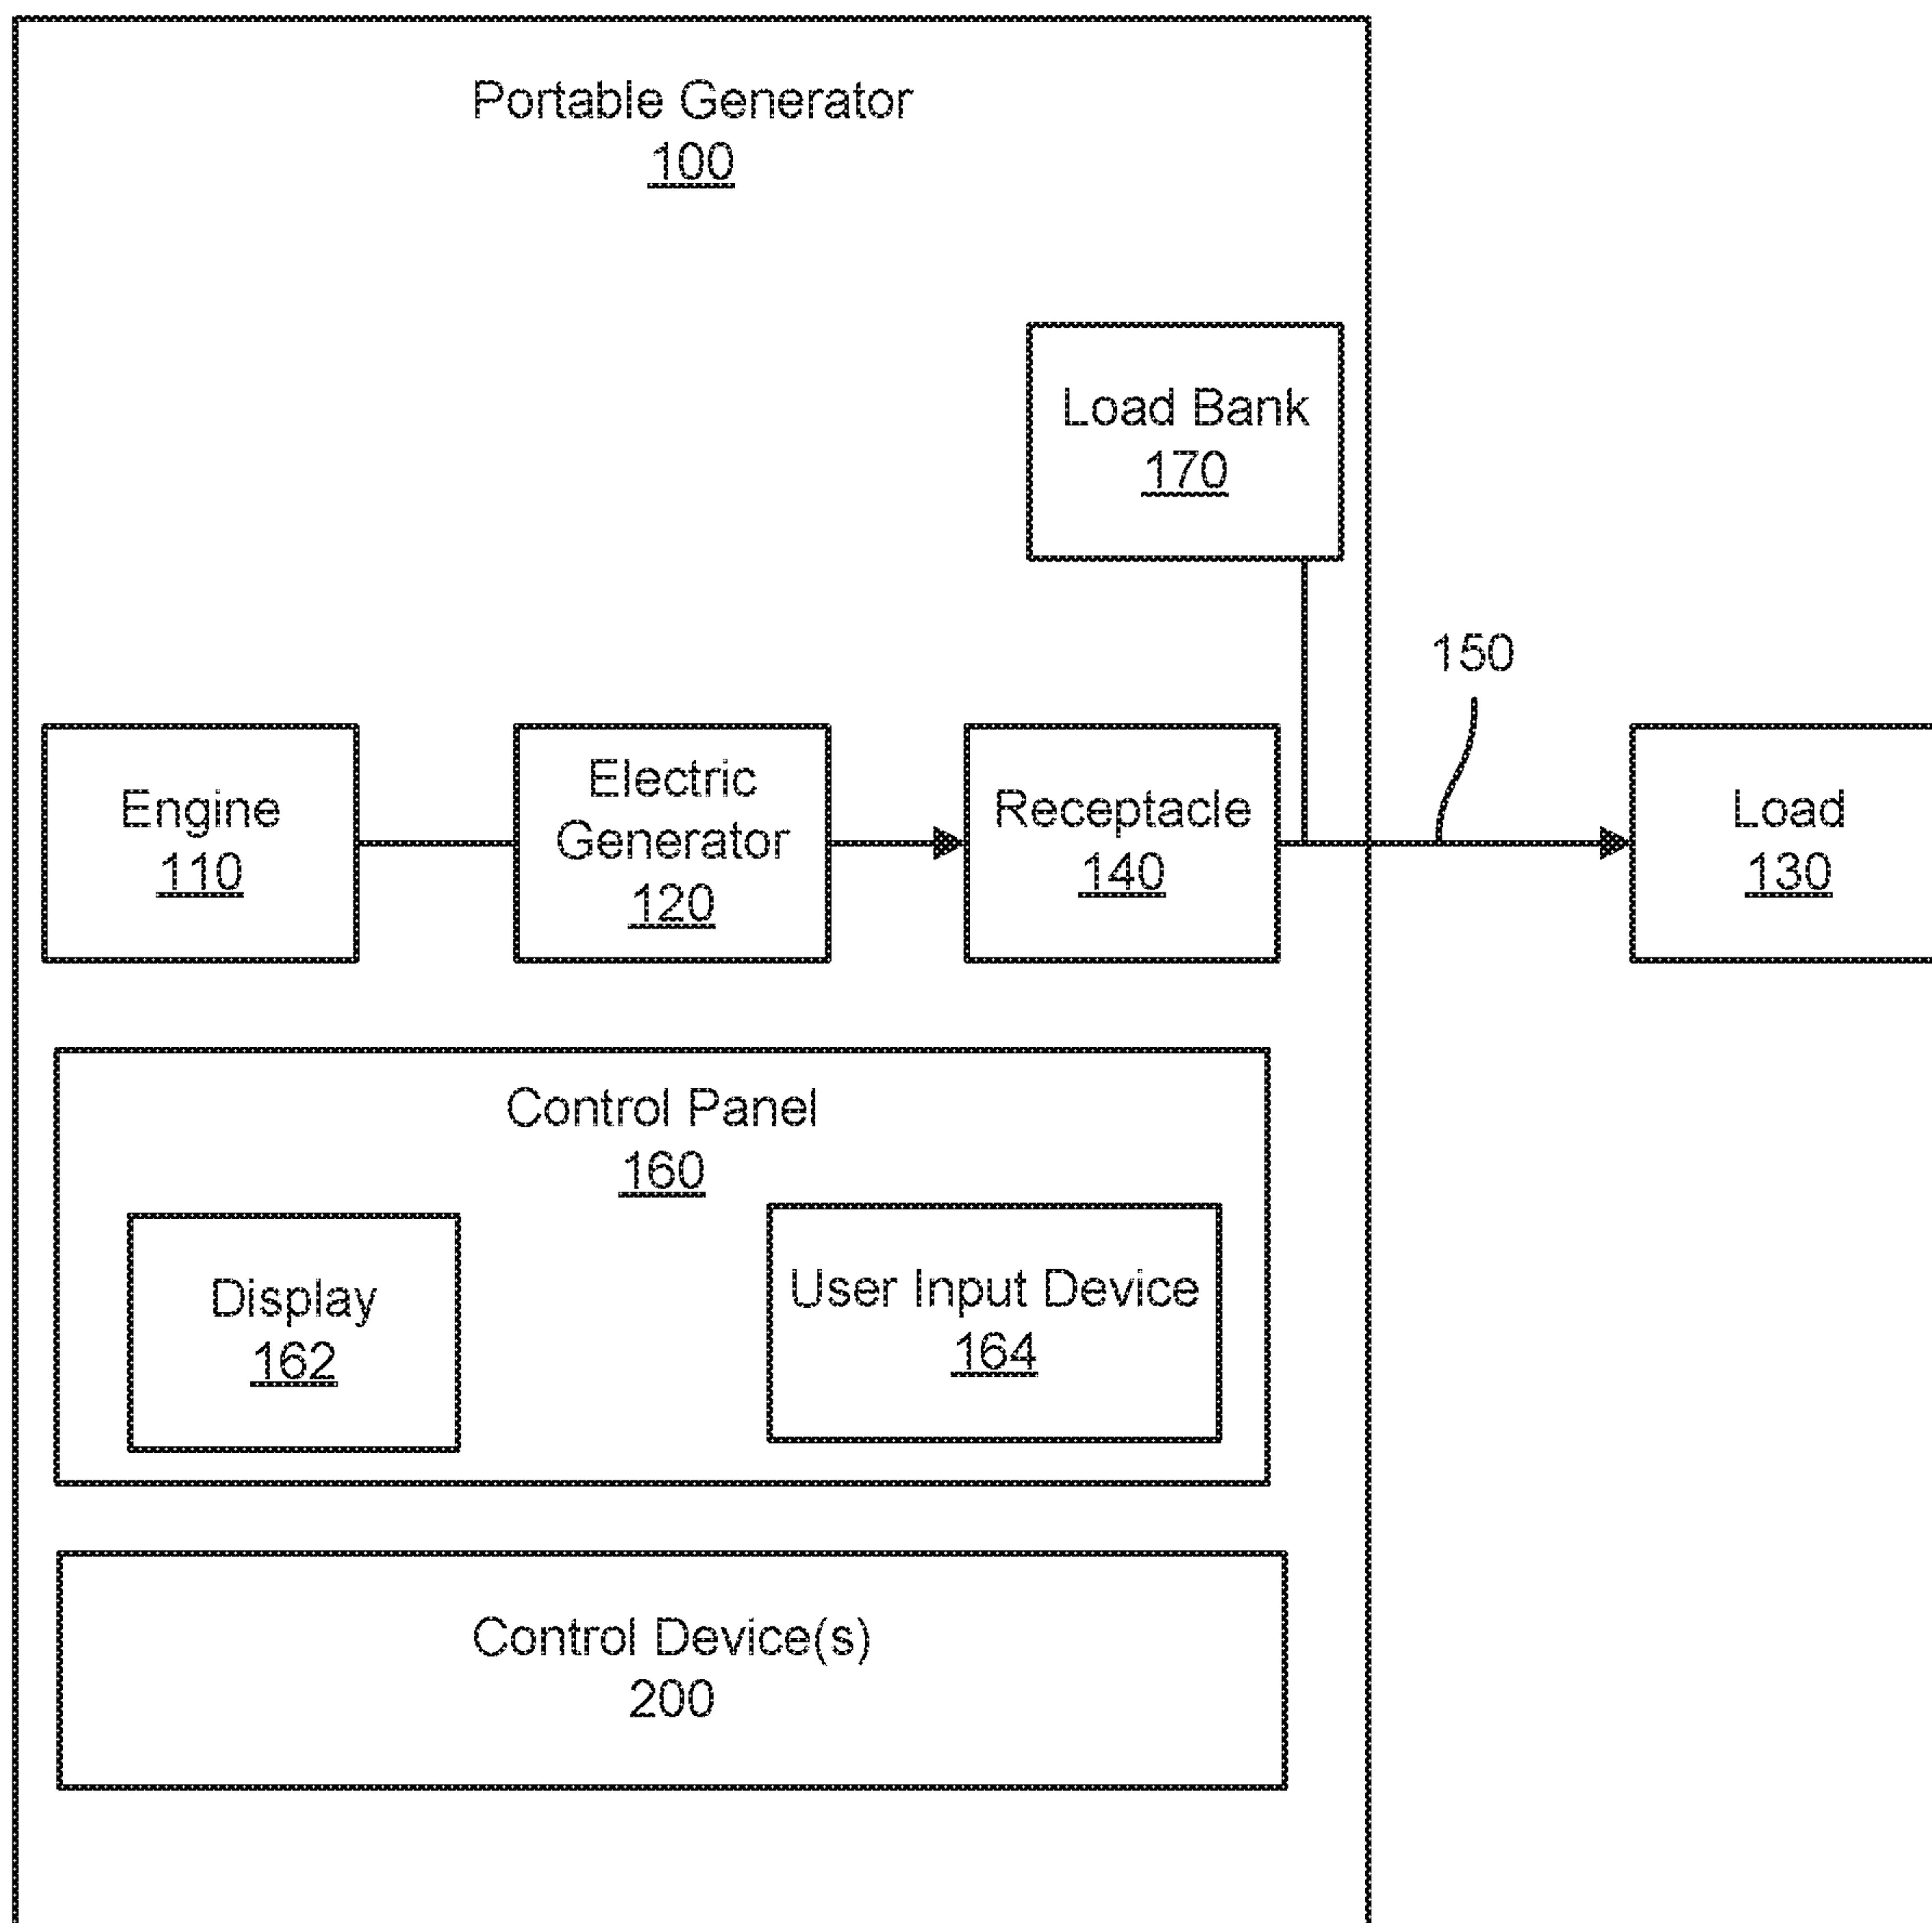 Portable Generator
100
Load Bank
170
150
Engine
110
Electric
Generator
120
Receptacle
140
Load
130
Control Panel
160
Display
162
User Input Device
164
Control Device(s)
200